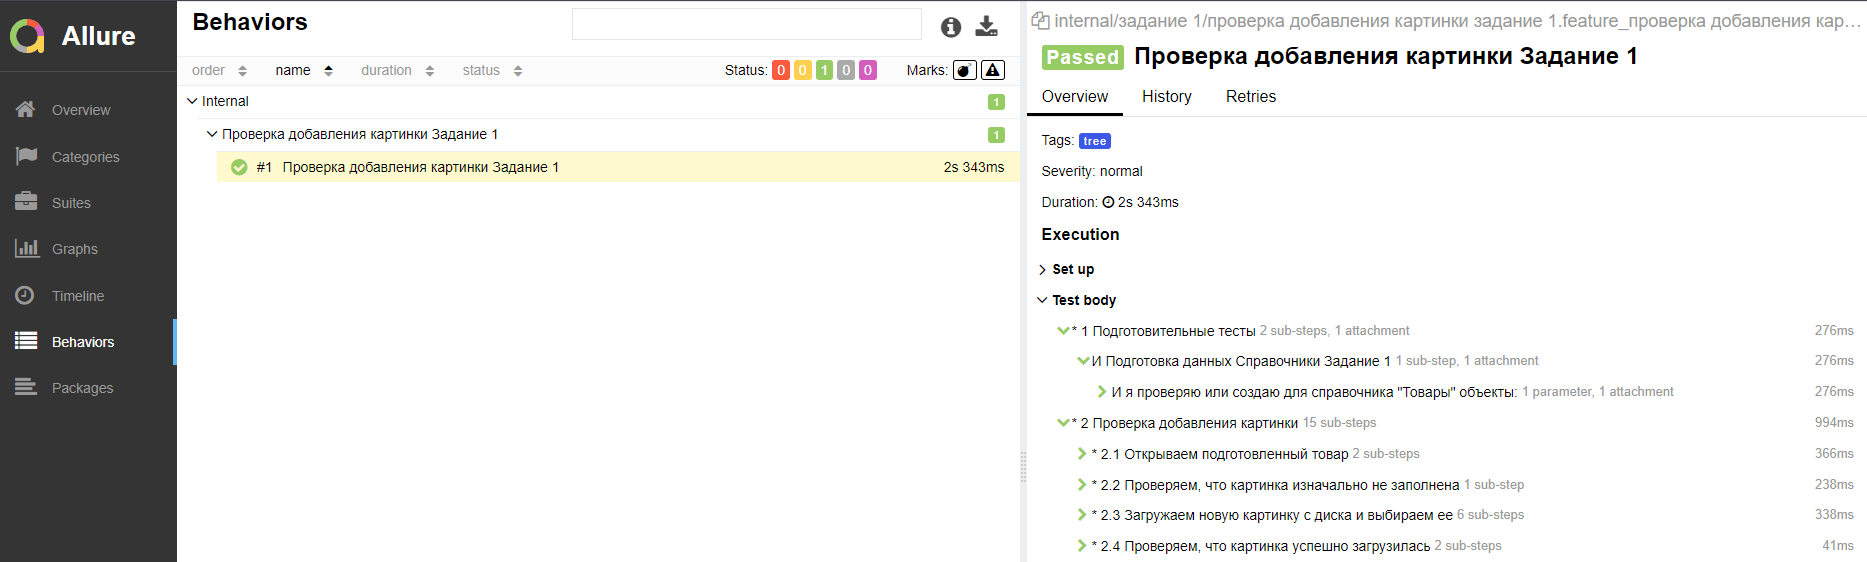 Allure
Overview
Categories
Suites
Graphs
Timeline
Behaviors
Packages
Behaviors
order name duration status Status: 0 0 1 0 0 Marks:
Internal 1
Проверка добавления картинки Задание 1 1
#1 Проверка добавления картинки Задание 1 2s 343ms
internal/задание 1/проверка добавления картинки задание 1.feature_проверка добавления кар...
Passed Проверка добавления картинки Задание 1
Overview History Retries
Tags: tree
Severity: normal
Duration: 2s 343ms
Execution
Set up
Test body
* 1 Подготовительные тесты 2 sub-steps, 1 attachment 276ms
И Подготовка данных Справочники Задание 1 1 sub-step, 1 attachment 276ms
И я проверяю или создаю для справочника "Товары" объекты: 1 parameter, 1 attachment 276ms
* 2 Проверка добавления картинки 15 sub-steps 994ms
* 2.1 Открываем подготовленный товар 2 sub-steps 366ms
* 2.2 Проверяем, что картинка изначально не заполнена 1 sub-step 238ms
* 2.3 Загружаем новую картинку с диска и выбираем ее 6 sub-steps 338ms
* 2.4 Проверяем, что картинка успешно загрузилась 2 sub-steps 41ms